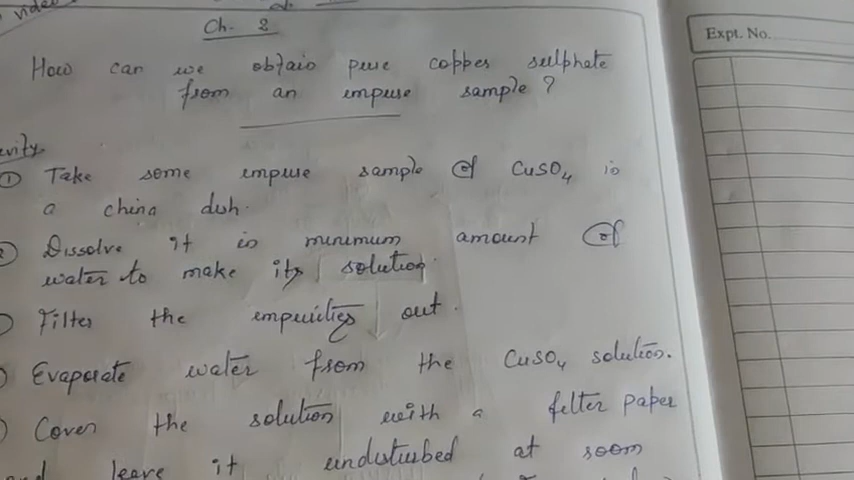 video
Ch. 2
Expt. No.
How can we obtain pure copper sulphate
from an impure sample?
① Take some impure sample of CuSO4 in
a china dish.
Dissolve it in minimum amount of
water to make its solution.
Filter the impurities out.
Evaporate water from the CuSO4 solution.
Cover the solution with a filter paper
leave it undisturbed at room